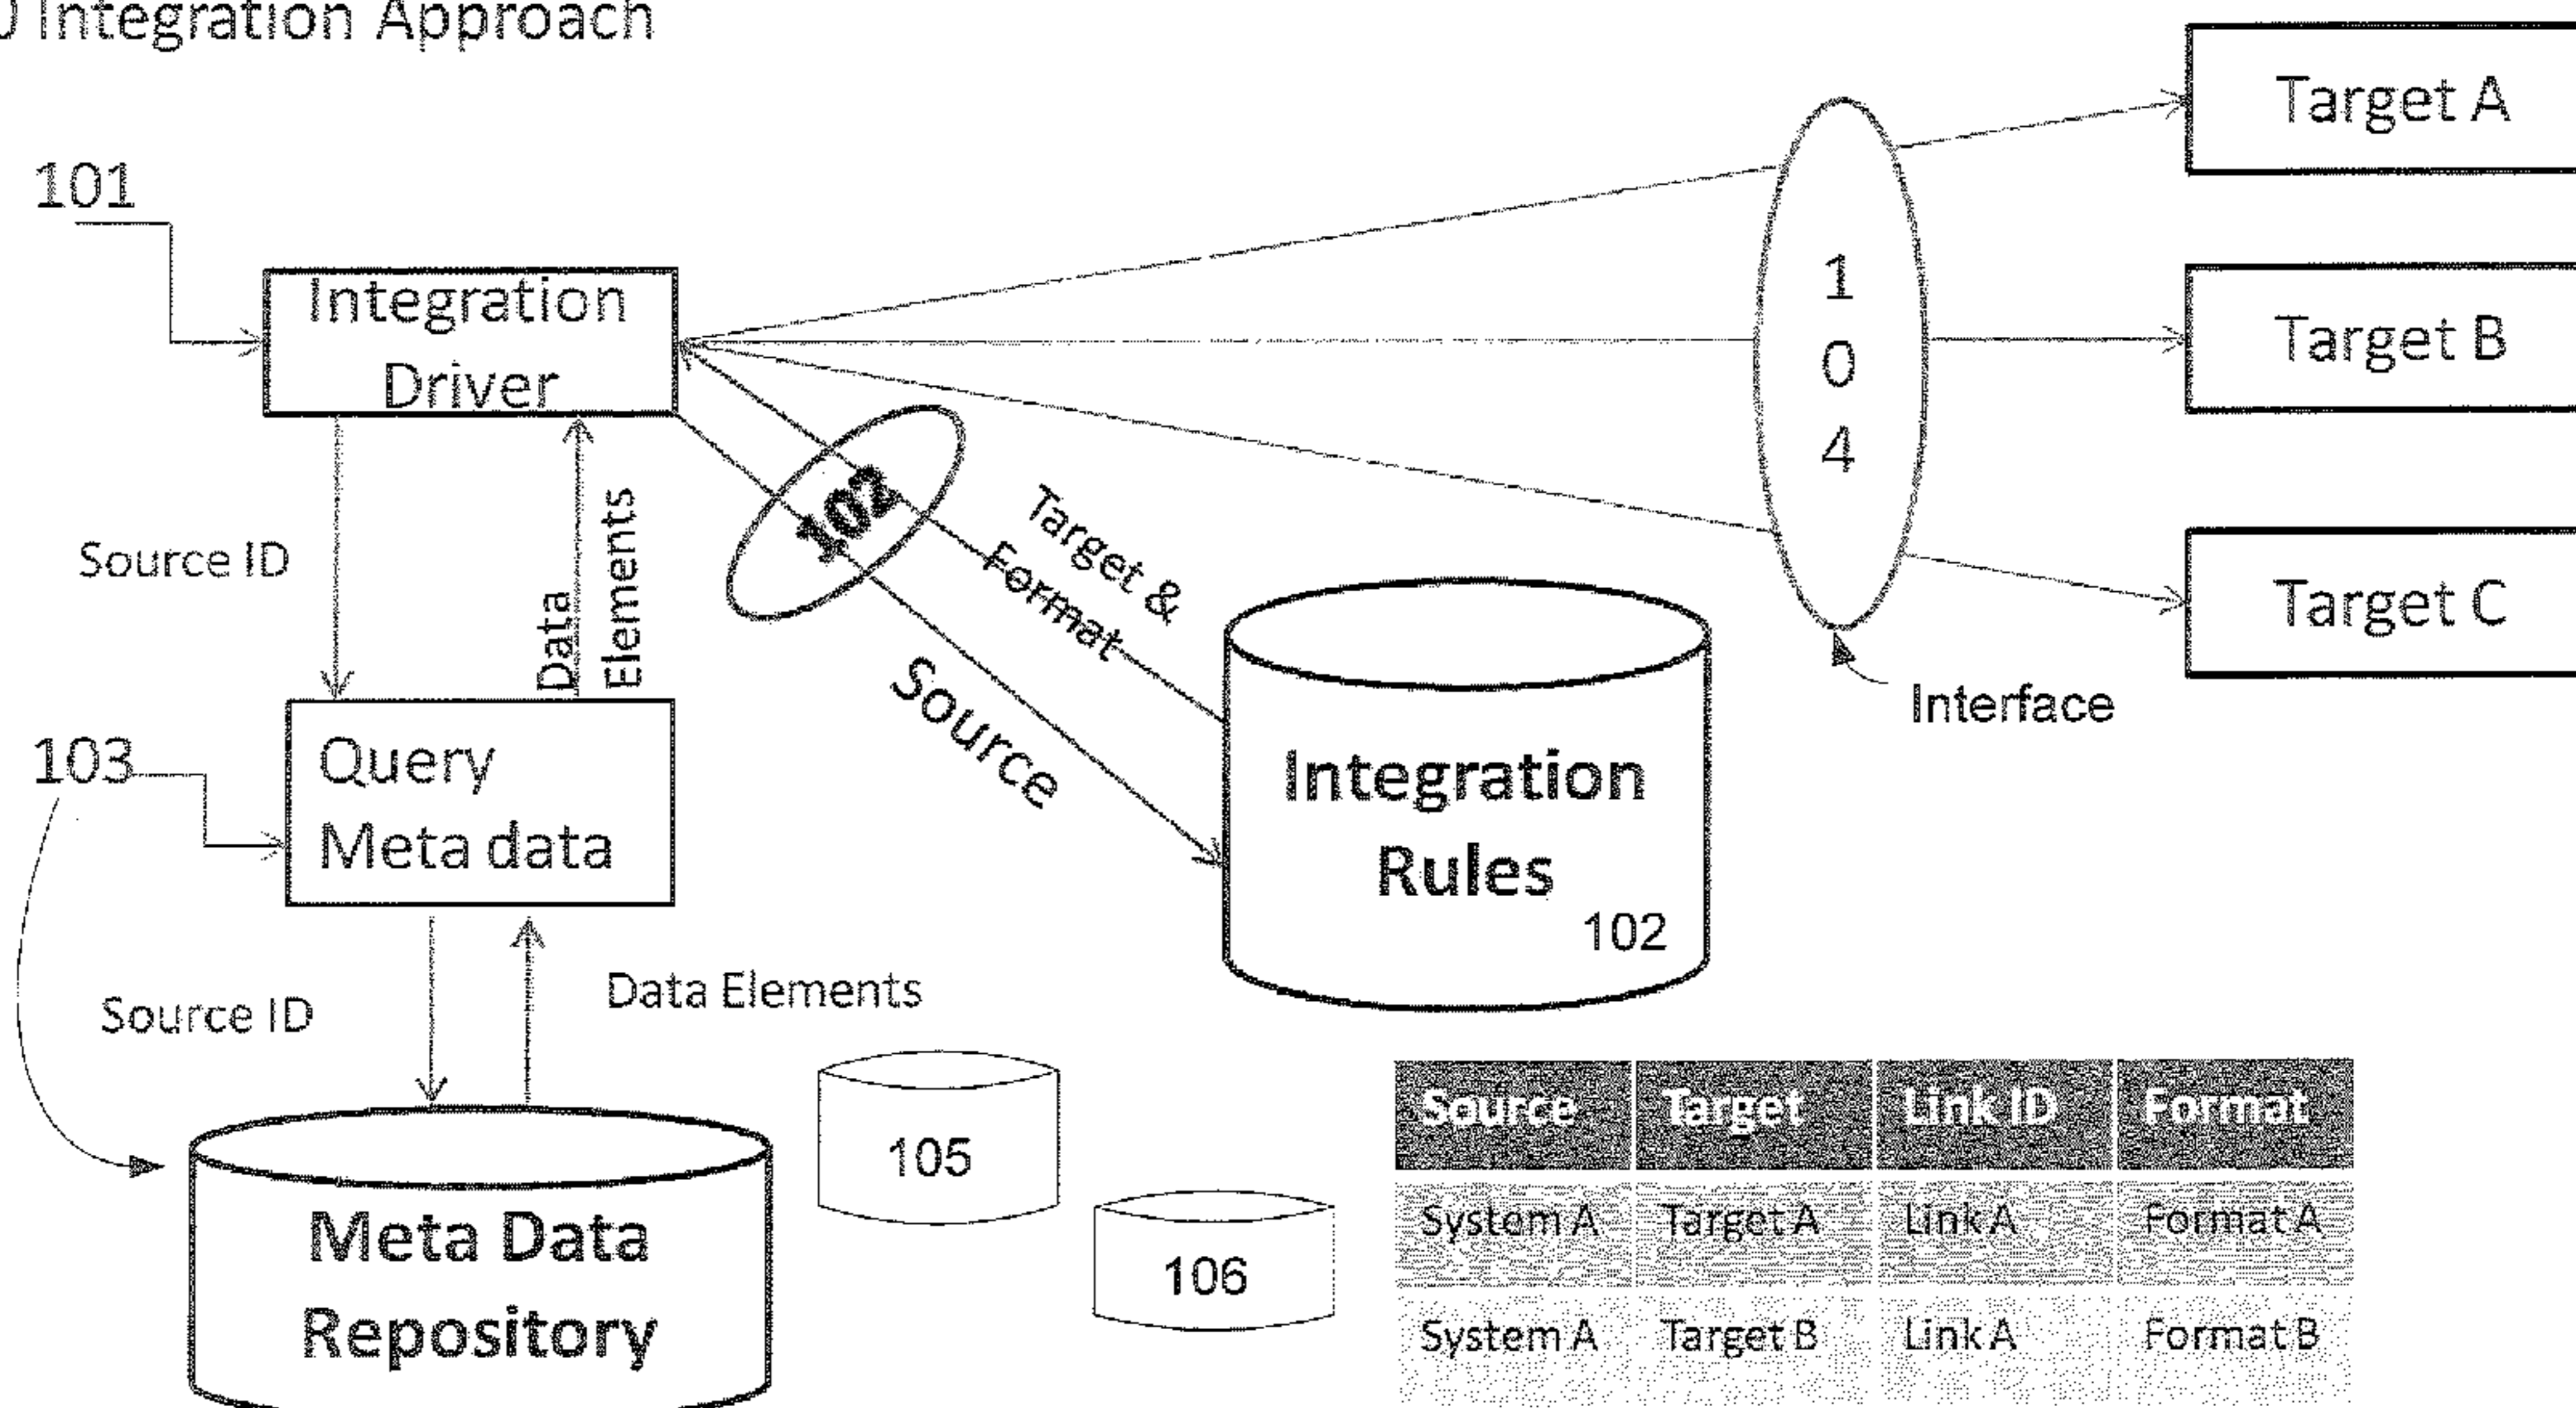 0 Integration Approach
Target A
101
Integration
Driver
1
0
4
Target B
102
Target &
Format
Source ID
Data
Elements
Target C
Source
Interface
103
Query
Meta data
Integration
Rules
102
Source ID
Data Elements
105
106
Meta Data
Repository
Source Target Link ID Format
System A Target A Link A Format A
System A Target B Link A Format B